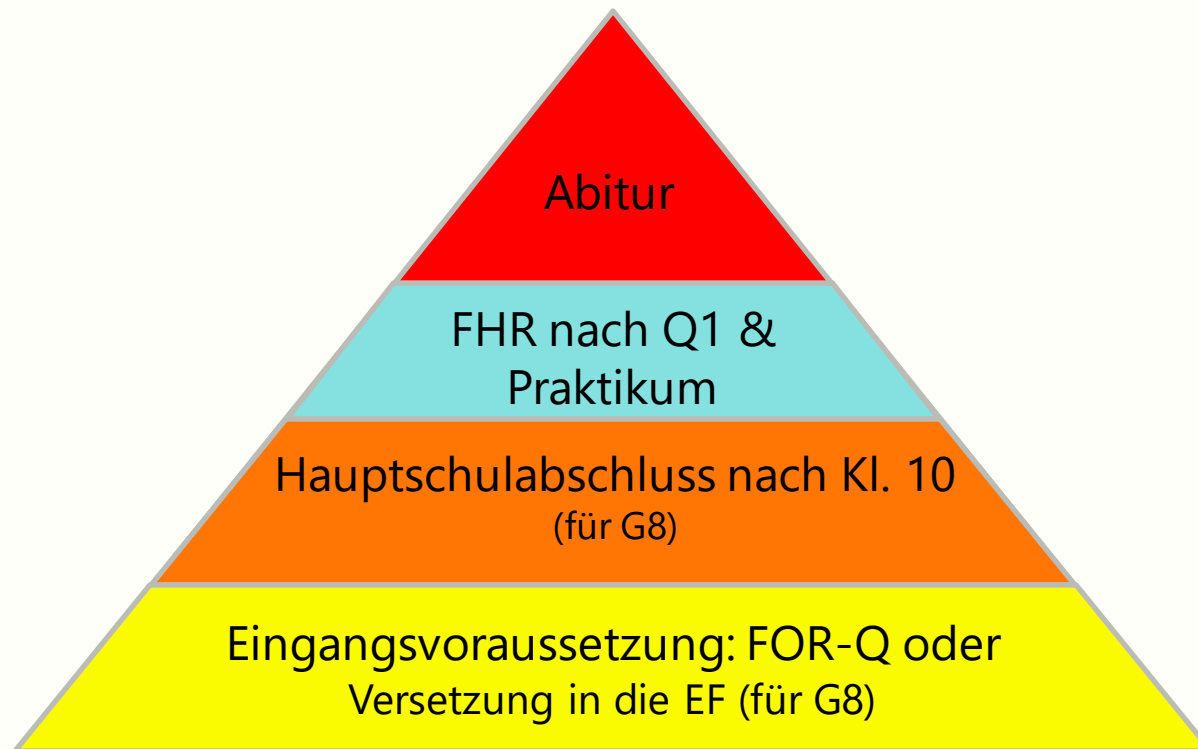 Abitur
FHR nach Q1 &
Praktikum
Hauptschulabschluss nach Kl. 10
(für G8)
Eingangsvoraussetzung: FOR-Q oder
Versetzung in die EF (für G8)